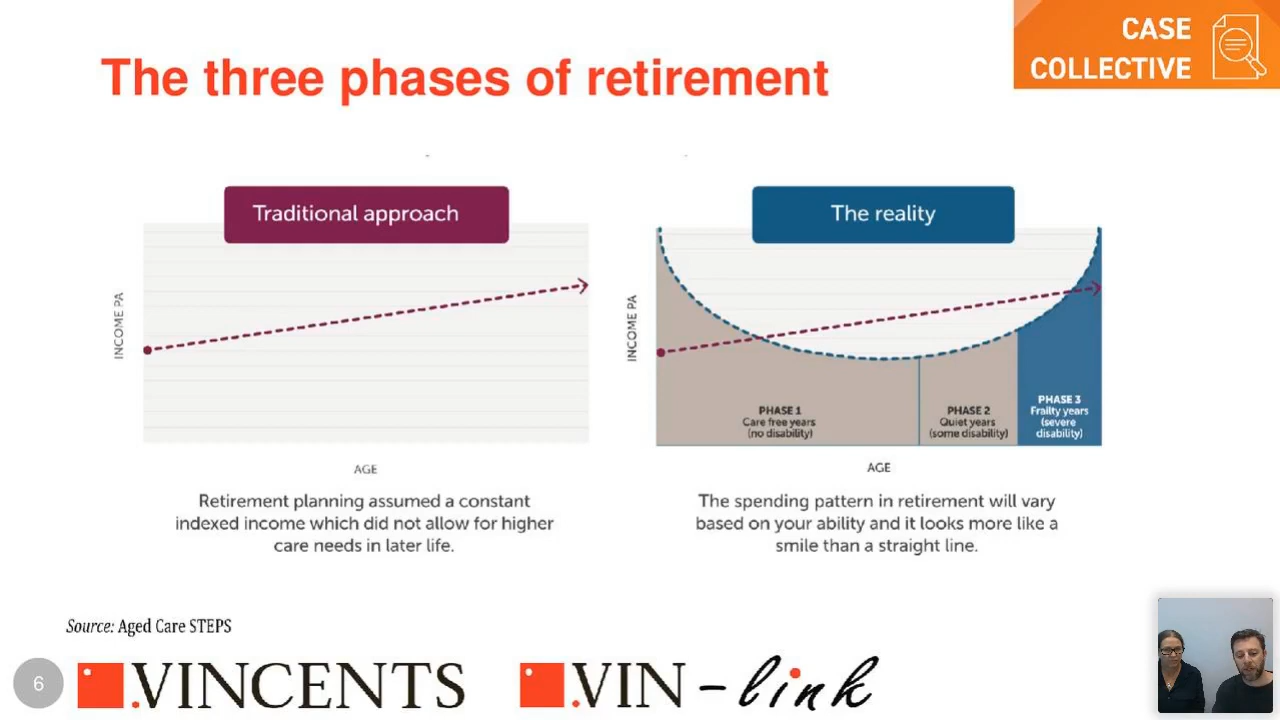 CASE
COLLECTIVE
The three phases of retirement
Traditional approach
INCOME PA
AGE
Retirement planning assumed a constant
indexed income which did not allow for higher
care needs in later life.
The reality
INCOME PA
PHASE 1
Care free years
(no disability)
PHASE 2
Quiet years
(some disability)
PHASE 3
Frailty years
(severe
disability)
AGE
The spending pattern in retirement will vary
based on your ability and it looks more like a
smile than a straight line.
Source: Aged Care STEPS
6
.VINCENTS
.VIN-link